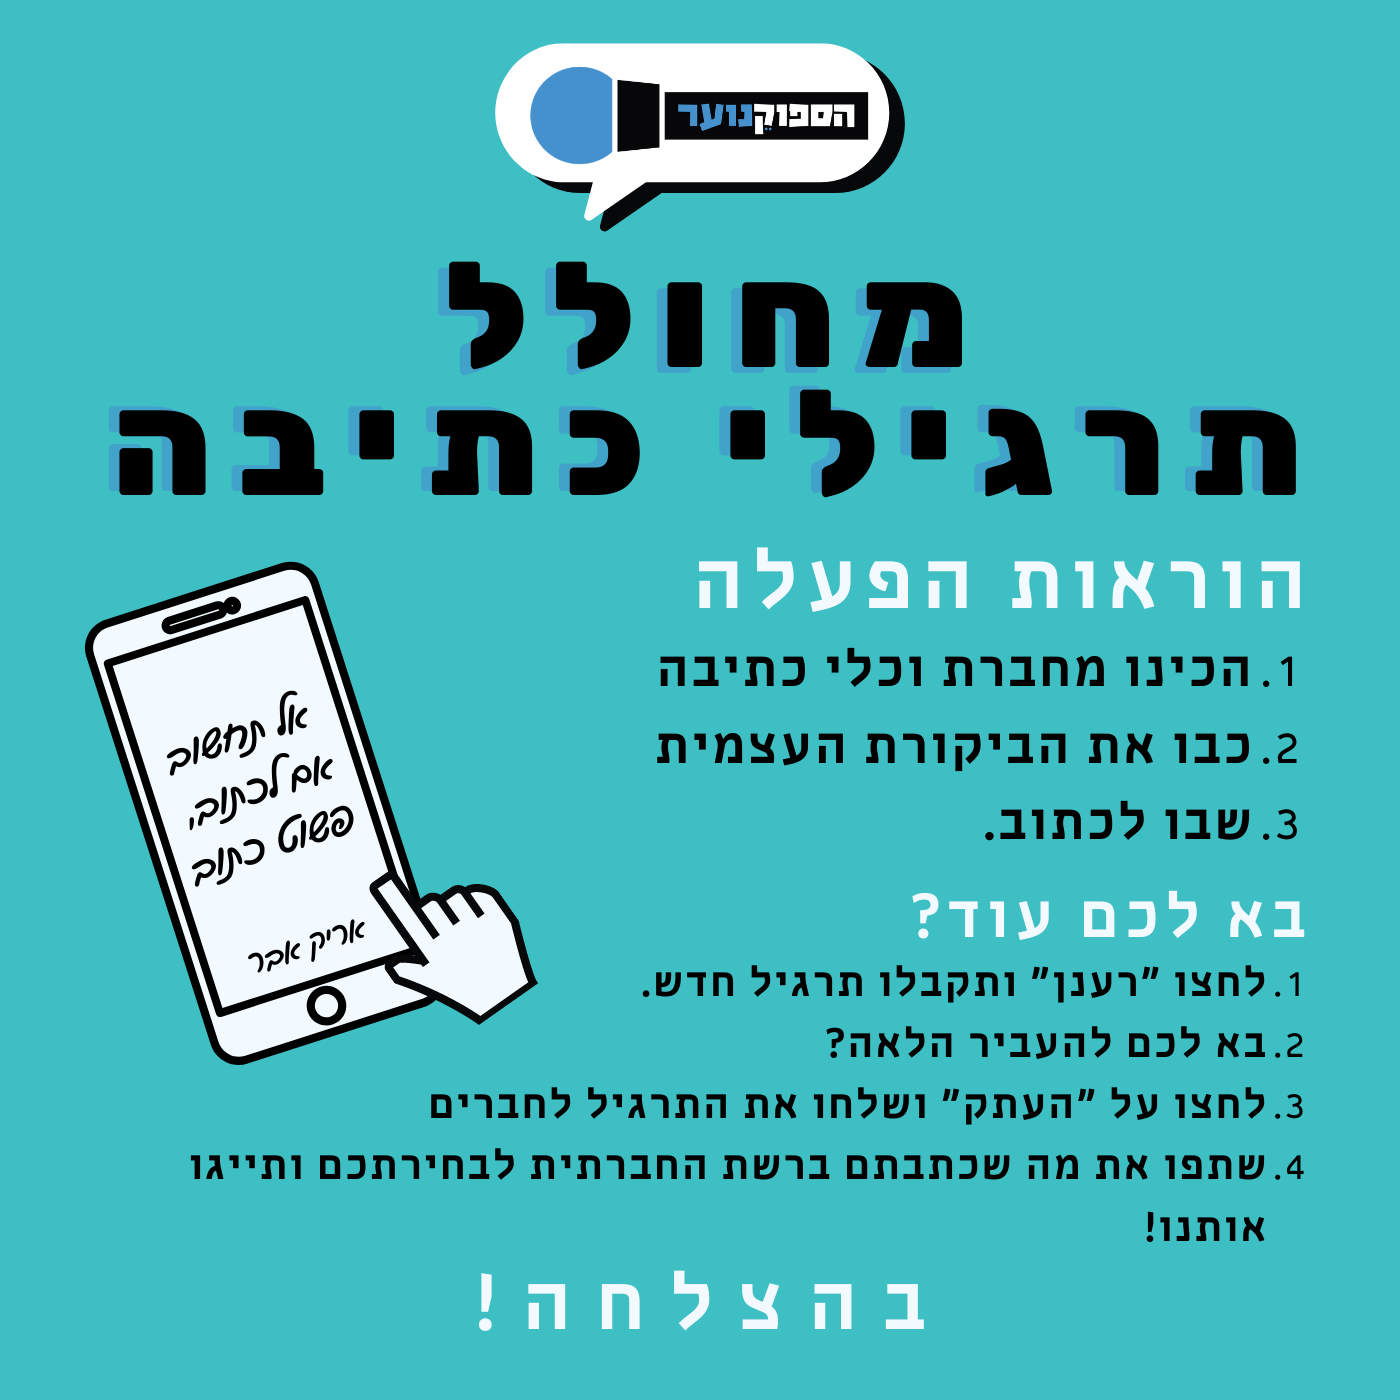 הספוקנוער
מחולל
תרגילי כתיבה
הוראות הפעלה
1. הכינו מחברת וכלי כתיבה
2. כבו את הביקורת העצמית
3. שבו לכתוב.
אל תחשוב
אם לכתוב,
פשוט כתוב
אריק אבר
בא לכם עוד?
1. לחצו "רענן" ותקבלו תרגיל חדש.
2. בא לכם להעביר הלאה?
3. לחצו על "העתק" ושלחו את התרגיל לחברים
4. שתפו את מה שכתבתם ברשת החברתית לבחירתכם ותייגו
אותנו!
בהצלחה!